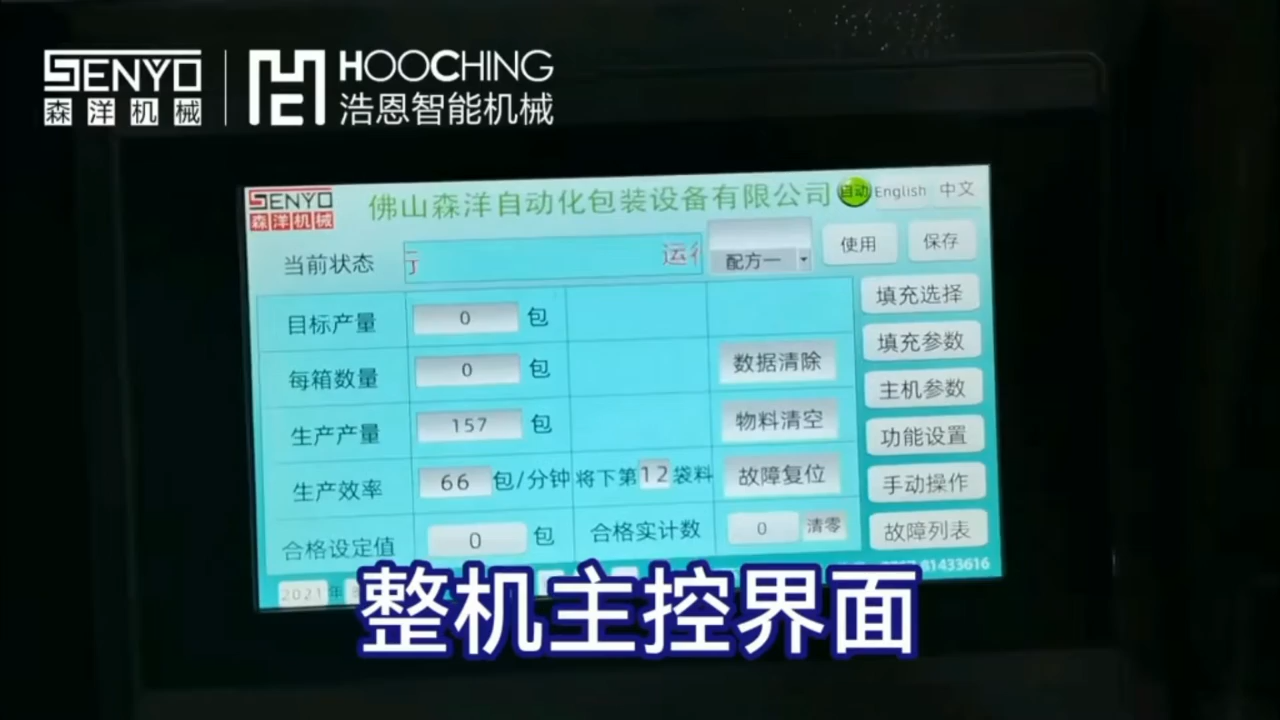 SENYO HOOCHING
森洋机械 浩恩智能机械
SENYO 佛山森洋自动化包装设备有限公司 自动 English 中文
森洋机械
当前状态 行 运行 配方一 使用 保存
填充选择
目标产量 0 包
填充参数
每箱数量 0 包 数据清除
主机参数
生产产量 157 包 物料清空
功能设置
生产效率 66 包/分钟 将下第12袋料 故障复位
手动操作
合格设定值 0 包 合格实计数 0 清零
故障列表
2021 年 81433616
整机主控界面